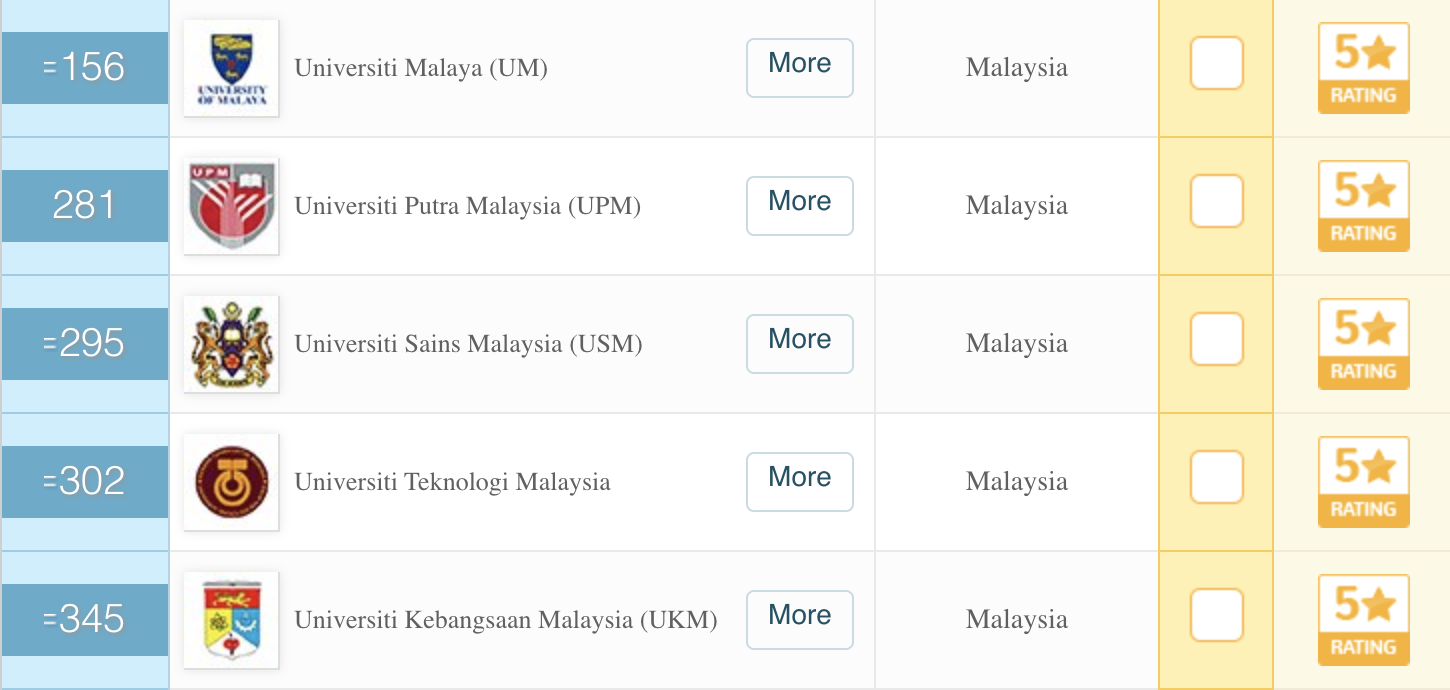 =156
UNIVERSITY
OF MALAYA
Universiti Malaya (UM)
More
Malaysia
5
RATING
281
UPM
Universiti Putra Malaysia (UPM)
More
Malaysia
5
RATING
=295
Universiti Sains Malaysia (USM)
More
Malaysia
5
RATING
=302
Universiti Teknologi Malaysia
More
Malaysia
5
RATING
=345
Universiti Kebangsaan Malaysia (UKM)
More
Malaysia
5
RATING